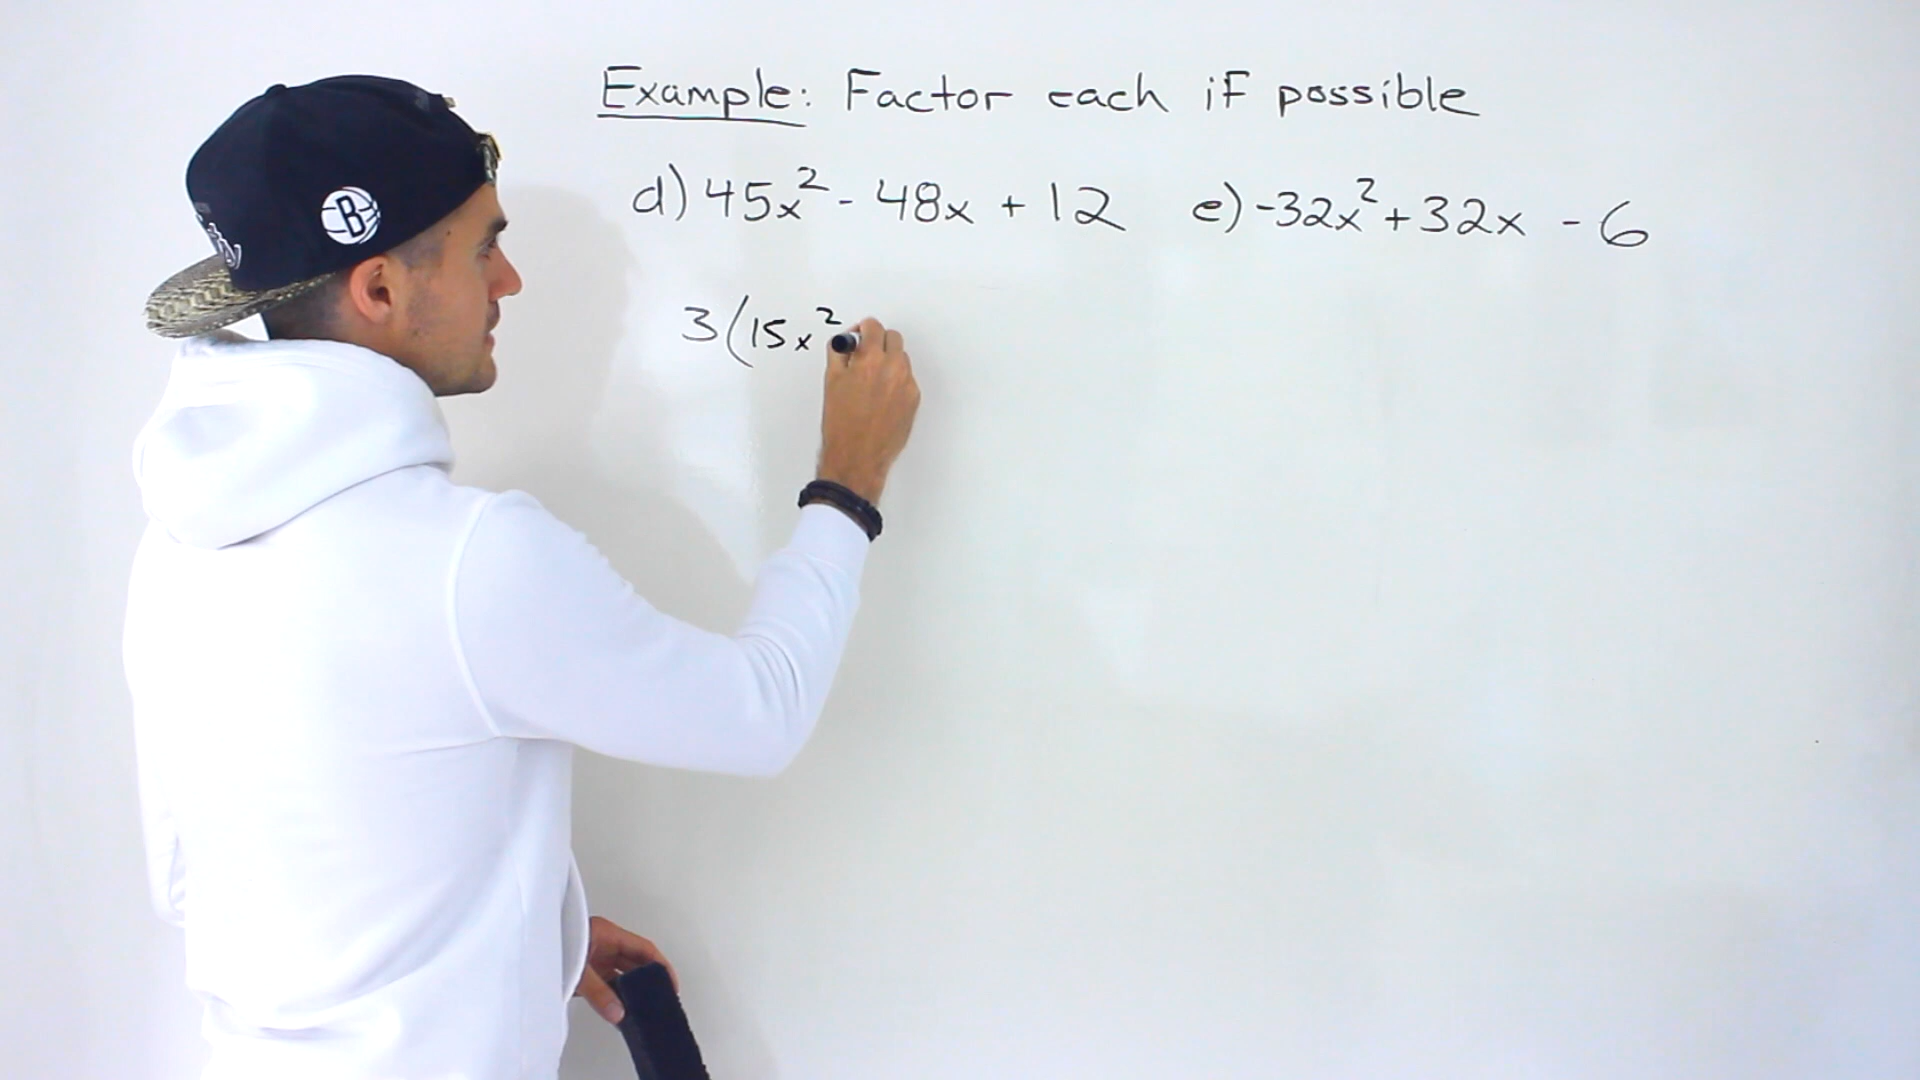 Example: Factor each if possible
d) 45x² - 48x + 12 e) -32x² + 32x - 6
3(15x²
B